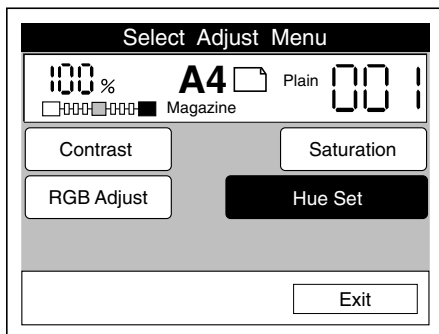 Select Adjust Menu
100 % A4 Plain 001
Magazine
Contrast Saturation
RGB Adjust Hue Set
Exit